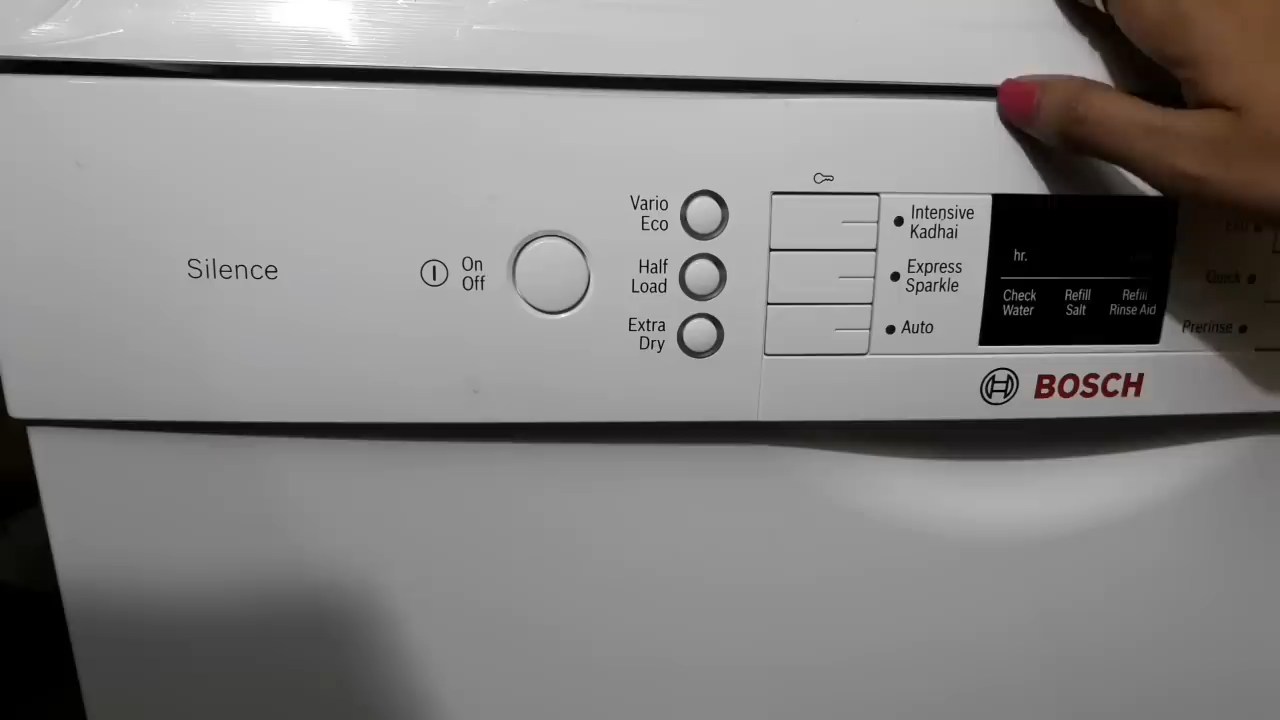 Silence
On
Off
Vario
Eco
Half
Load
Extra
Dry
Intensive
Kadhai
Express
Sparkle
Auto
hr.
Check
Water
Refill
Salt
Refill
Rinse Aid
Quick
Prerinse
BOSCH